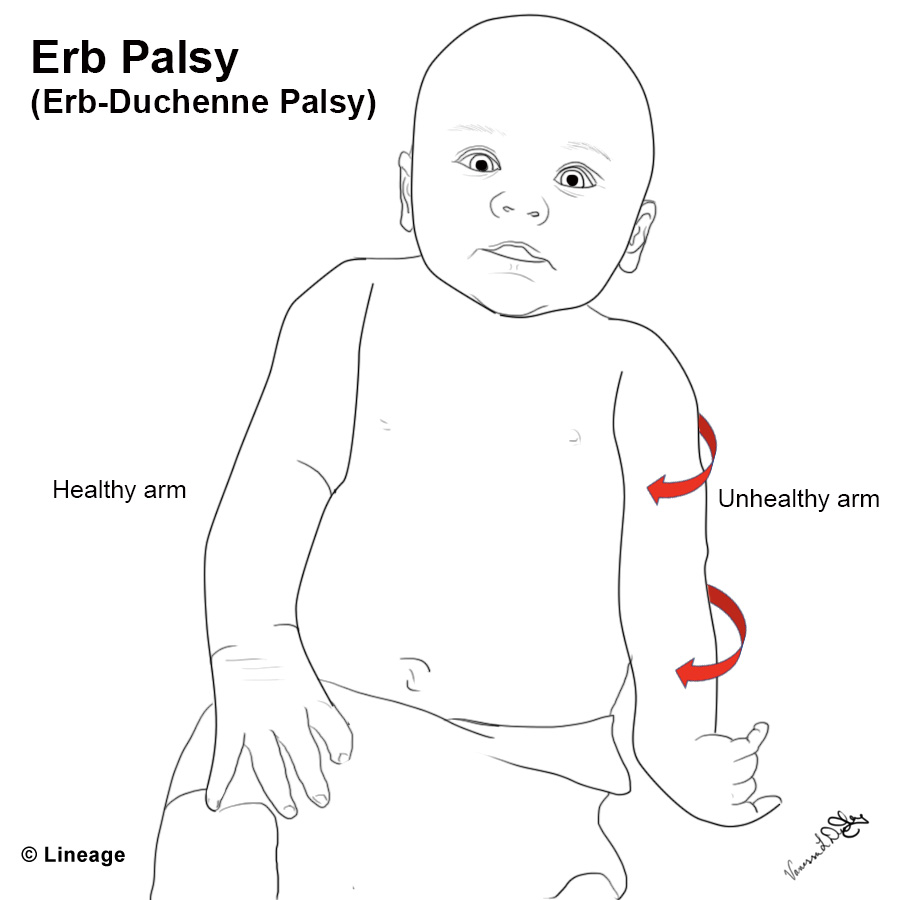 Erb Palsy
(Erb-Duchenne Palsy)
Healthy arm
Unhealthy arm
© Lineage